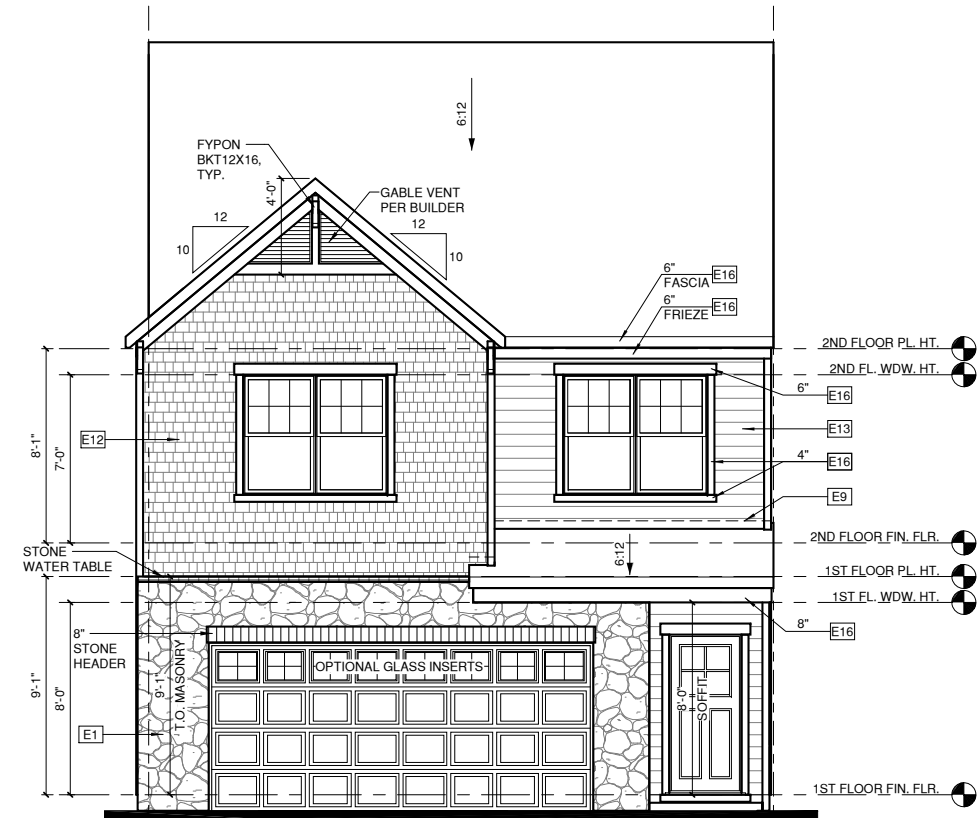 6:12
FYPON
BKT12X16,
TYP.
4'-0"
GABLE VENT
PER BUILDER
12
10
12
10
6"
FASCIA
E16
6"
FRIEZE
E16
2ND FLOOR PL. HT.
2ND FL. WDW. HT.
6"
E16
E12
E13
8'-1"
7'-0"
4"
E16
E9
2ND FLOOR FIN. FLR.
STONE
WATER TABLE
6:12
1ST FLOOR PL. HT.
1ST FL. WDW. HT.
8"
E16
8"
STONE
HEADER
OPTIONAL GLASS INSERTS
9'-1"
8'-0"
9'-1"
T.O. MASONRY
8'-0"
SOFFIT
E1
1ST FLOOR FIN. FLR.